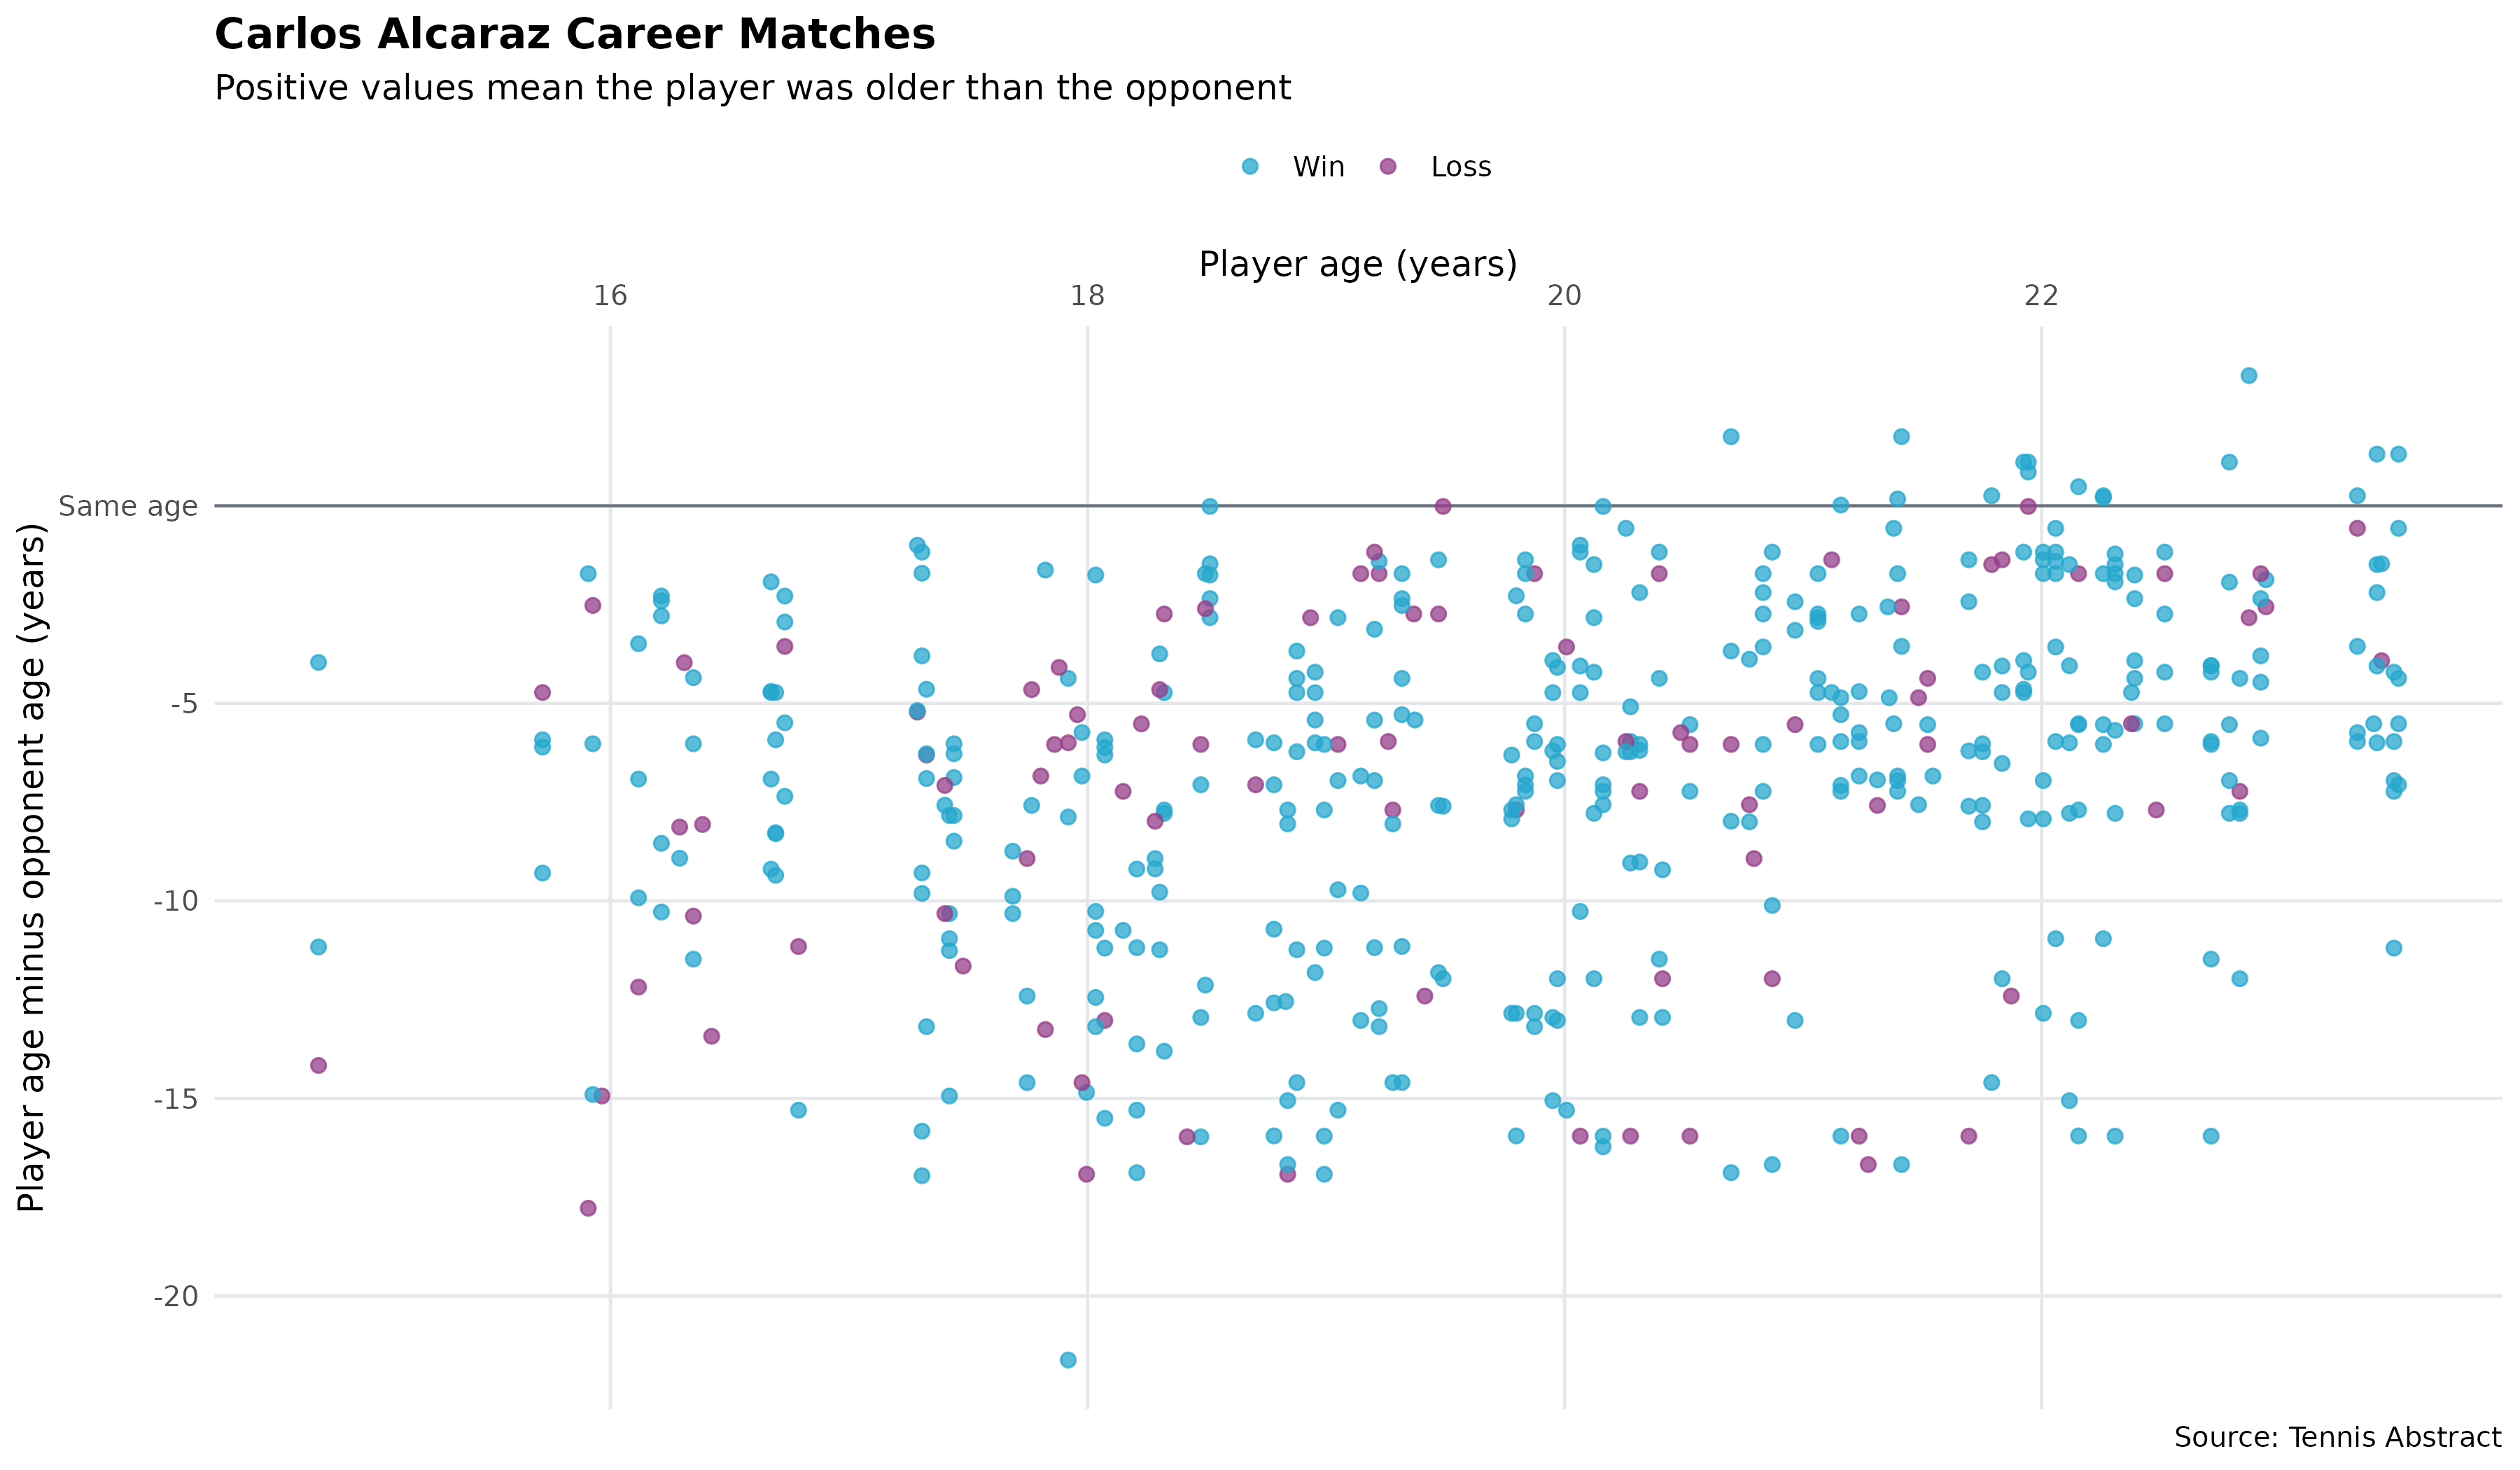 Carlos Alcaraz Career Matches
Positive values mean the player was older than the opponent
Win Loss
Player age (years)
16 18 20 22
Same age
-5
-10
-15
-20
Player age minus opponent age (years)
Source: Tennis Abstract